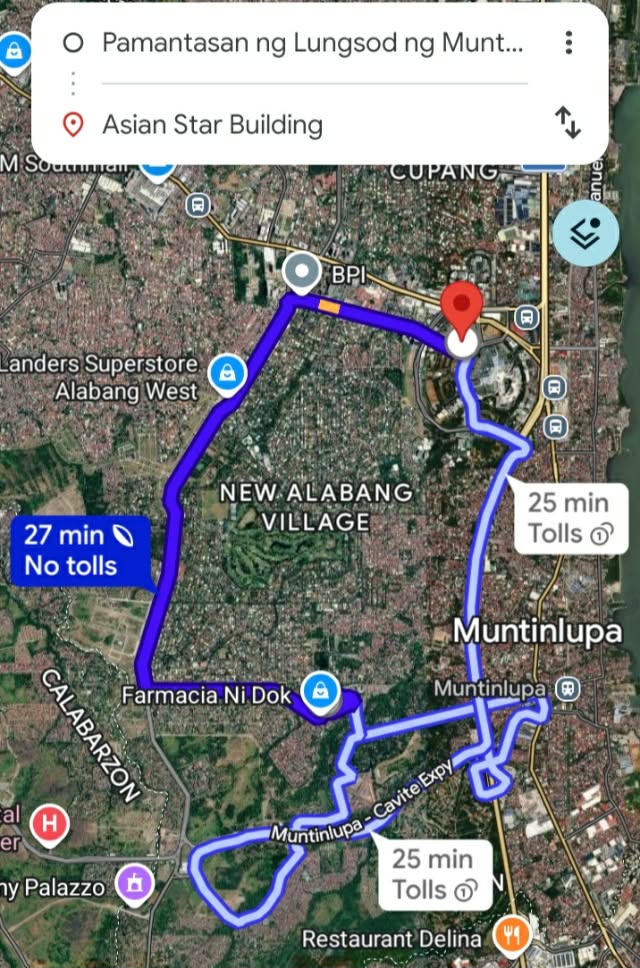 Pamantasan ng Lungsod ng Munt...
Asian Star Building
CUPANG
BPI
Landers Superstore
Alabang West
NEW ALABANG
VILLAGE
25 min
Tolls
27 min
No tolls
Muntinlupa
Farmacia Ni Dok
Muntinlupa
CALABARZON
Muntinlupa - Cavite Expy
H
25 min
Tolls
Palazzo
Restaurant Delina